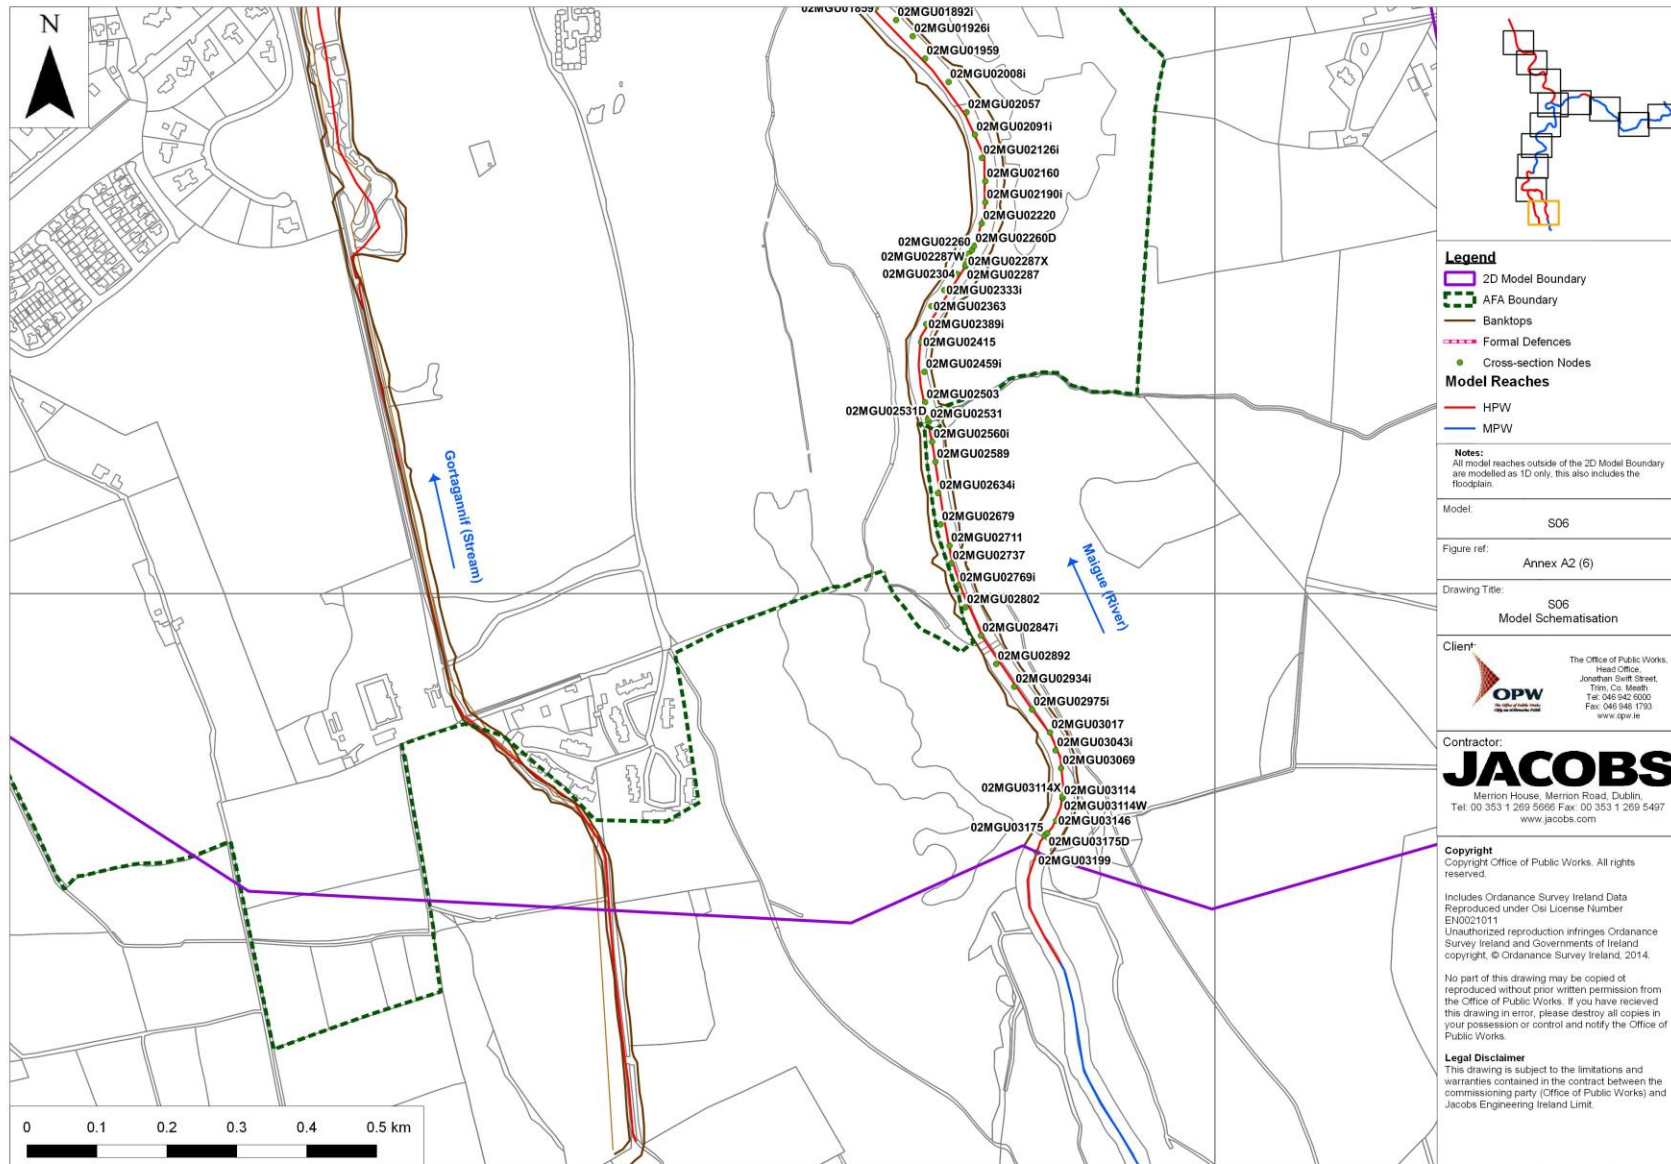 N
02MGU01859
02MGU01892i
02MGU01926i
02MGU01959
02MGU02008i
02MGU02057
02MGU02091i
02MGU02126i
02MGU02160
02MGU02190i
02MGU02220
02MGU02260
02MGU02260D
02MGU02287W
02MGU02287X
02MGU02304
02MGU02287
02MGU02333i
02MGU02363
02MGU02389i
02MGU02415
02MGU02459i
02MGU02503
02MGU02531D
02MGU02531
02MGU02560i
02MGU02589
02MGU02634i
02MGU02679
02MGU02711
02MGU02737
02MGU02769i
02MGU02802
02MGU02847i
02MGU02892
02MGU02934i
02MGU02975i
02MGU03017
02MGU03043i
02MGU03069
02MGU03114X
02MGU03114
02MGU03114W
02MGU03146
02MGU03175
02MGU03175D
02MGU03199
Gortagannif (Stream)
Maigue (River)
0 0.1 0.2 0.3 0.4 0.5 km
Legend
2D Model Boundary
AFA Boundary
Banktops
Formal Defences
Cross-section Nodes
Model Reaches
HPW
MPW
Notes:
All model reaches outside of the 2D Model Boundary
are modelled as 1D only, this also includes the
floodplain.
Model:
S06
Figure ref:
Annex A2 (6)
Drawing Title:
S06
Model Schematisation
Client:
OPW
The Office of Public Works
The Office of Public Works,
Head Office,
Jonathan Swift Street,
Trim, Co. Meath
Tel: 046 942 6000
Fax: 046 948 1793
www.opw.ie
Contractor:
JACOBS
Merrion House, Merrion Road, Dublin,
Tel: 00 353 1 269 5666 Fax: 00 353 1 269 5497
www.jacobs.com
Copyright
Copyright Office of Public Works. All rights
reserved.
Includes Ordanance Survey Ireland Data
Reproduced under Osi License Number
EN0021011
Unauthorized reproduction infringes Ordanance
Survey Ireland and Governments of Ireland
copyright, © Ordanance Survey Ireland, 2014.
No part of this drawing may be copied of
reproduced without prior written permission from
the Office of Public Works. If you have recieved
this drawing in error, please destroy all copies in
your possession or control and notify the Office of
Public Works.
Legal Disclaimer
This drawing is subject to the limitations and
warranties contained in the contract between the
commissioning party (Office of Public Works) and
Jacobs Engineering Ireland Limit.